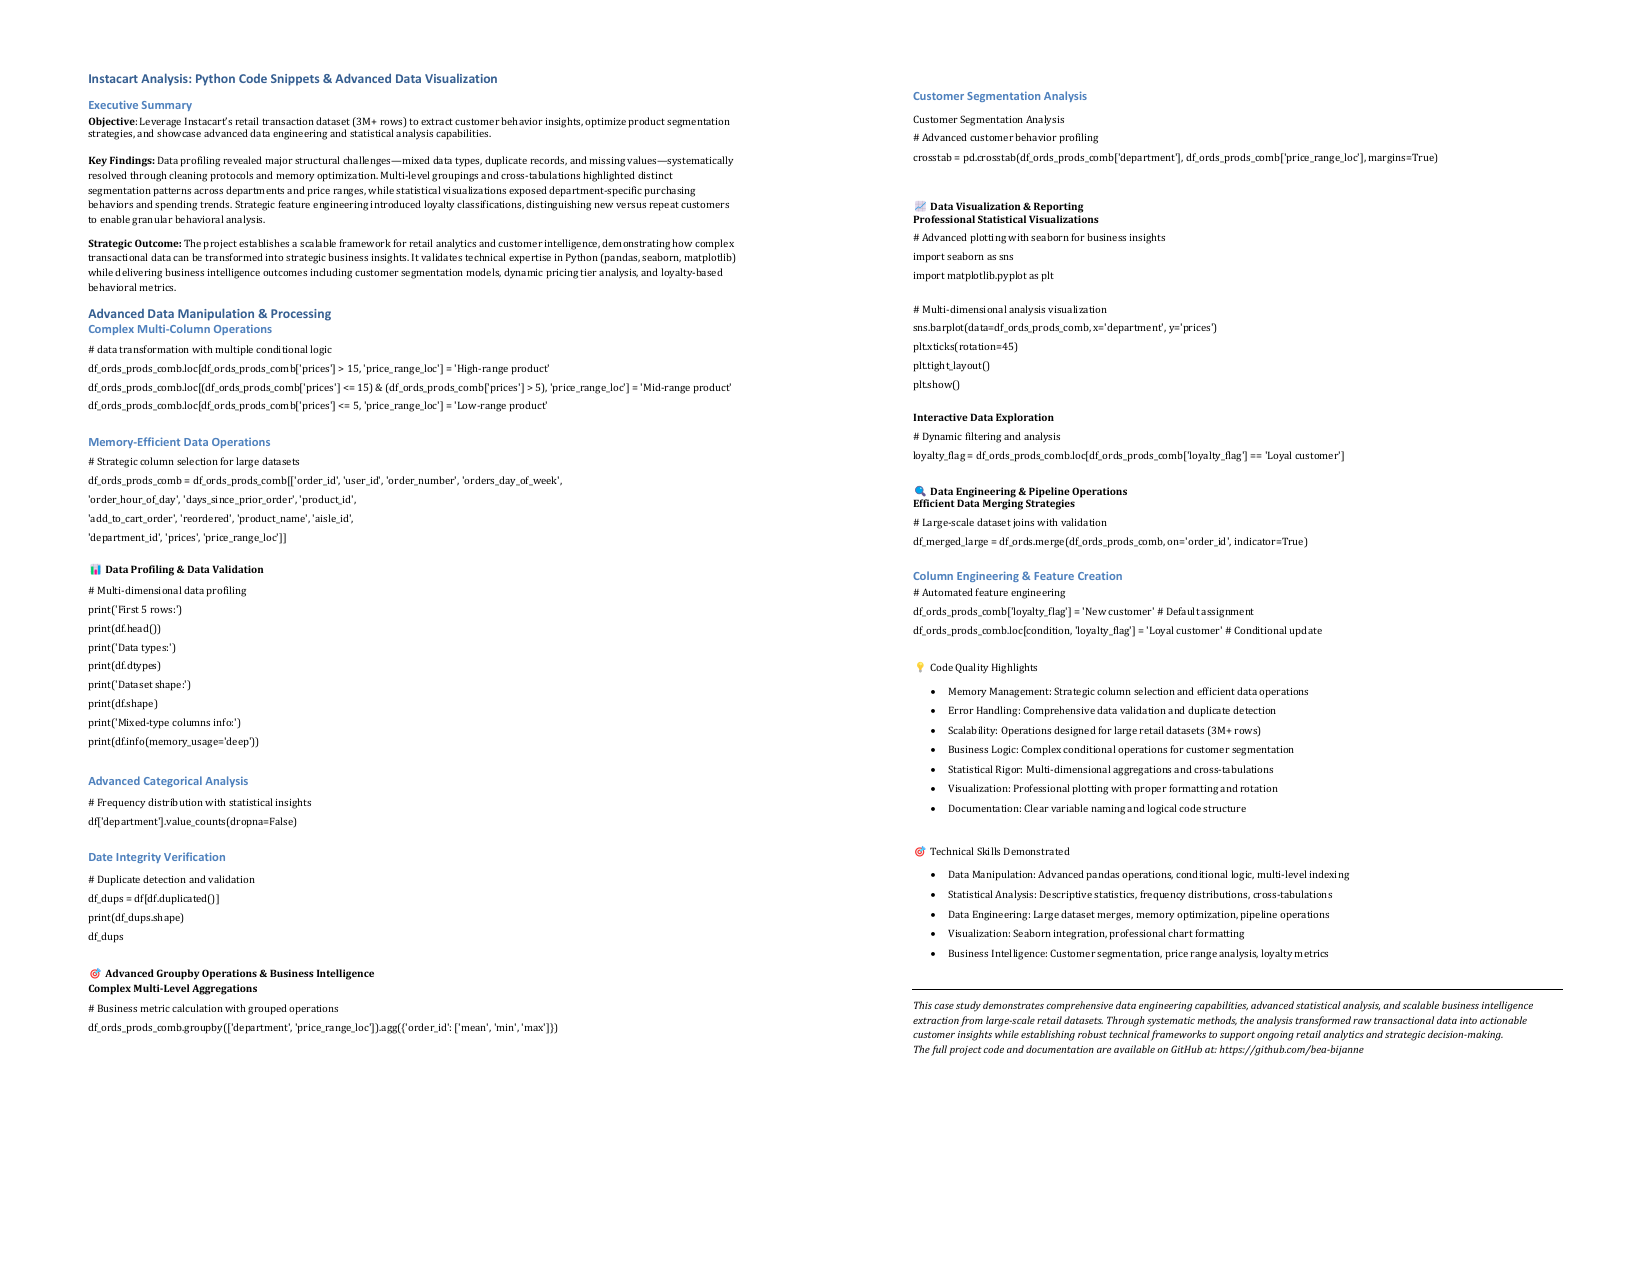 Instacart Analysis: Python Code Snippets & Advanced Data Visualization
Executive Summary
Objective: Leverage Instacart's retail transaction dataset (3M+ rows) to extract customer behavior insights, optimize product segmentation
strategies, and showcase advanced data engineering and statistical analysis capabilities.
Key Findings: Data profiling revealed major structural challenges—mixed data types, duplicate records, and missing values—systematically
resolved through cleaning protocols and memory optimization. Multi-level groupings and cross-tabulations highlighted distinct
segmentation patterns across departments and price ranges, while statistical visualizations exposed department-specific purchasing
behaviors and spending trends. Strategic feature engineering introduced loyalty classifications, distinguishing new versus repeat customers
to enable granular behavioral analysis.
Strategic Outcome: The project establishes a scalable framework for retail analytics and customer intelligence, demonstrating how complex
transactional data can be transformed into strategic business insights. It validates technical expertise in Python (pandas, seaborn, matplotlib)
while delivering business intelligence outcomes including customer segmentation models, dynamic pricing tier analysis, and loyalty-based
behavioral metrics.
Advanced Data Manipulation & Processing
Complex Multi-Column Operations
# data transformation with multiple conditional logic
df_ords_prods_comb.loc[df_ords_prods_comb['prices'] > 15, 'price_range_loc'] = 'High-range product'
df_ords_prods_comb.loc[(df_ords_prods_comb['prices'] <= 15) & (df_ords_prods_comb['prices'] > 5), 'price_range_loc'] = 'Mid-range product'
df_ords_prods_comb.loc[df_ords_prods_comb['prices'] <= 5, 'price_range_loc'] = 'Low-range product'
Memory-Efficient Data Operations
# Strategic column selection for large datasets
df_ords_prods_comb = df_ords_prods_comb[['order_id', 'user_id', 'order_number', 'orders_day_of_week',
'order_hour_of_day', 'days_since_prior_order', 'product_id',
'add_to_cart_order', 'reordered', 'product_name', 'aisle_id',
'department_id', 'prices', 'price_range_loc']]
📊 Data Profiling & Data Validation
# Multi-dimensional data profiling
print('First 5 rows:')
print(df.head())
print('Data types:')
print(df.dtypes)
print('Dataset shape:')
print(df.shape)
print('Mixed-type columns info:')
print(df.info(memory_usage='deep'))
Advanced Categorical Analysis
# Frequency distribution with statistical insights
df['department'].value_counts(dropna=False)
Date Integrity Verification
# Duplicate detection and validation
df_dups = df[df.duplicated()]
print(df_dups.shape)
df_dups
🎯 Advanced Groupby Operations & Business Intelligence
Complex Multi-Level Aggregations
# Business metric calculation with grouped operations
df_ords_prods_comb.groupby(['department', 'price_range_loc']).agg({'order_id': ['mean', 'min', 'max']})
Customer Segmentation Analysis
Customer Segmentation Analysis
# Advanced customer behavior profiling
crosstab = pd.crosstab(df_ords_prods_comb['department'], df_ords_prods_comb['price_range_loc'], margins=True)
📈 Data Visualization & Reporting
Professional Statistical Visualizations
# Advanced plotting with seaborn for business insights
import seaborn as sns
import matplotlib.pyplot as plt
# Multi-dimensional analysis visualization
sns.barplot(data=df_ords_prods_comb, x='department', y='prices')
plt.xticks(rotation=45)
plt.tight_layout()
plt.show()
Interactive Data Exploration
# Dynamic filtering and analysis
loyalty_flag = df_ords_prods_comb.loc[df_ords_prods_comb['loyalty_flag'] == 'Loyal customer']
🔍 Data Engineering & Pipeline Operations
Efficient Data Merging Strategies
# Large-scale dataset joins with validation
df_merged_large = df_ords.merge(df_ords_prods_comb, on='order_id', indicator=True)
Column Engineering & Feature Creation
# Automated feature engineering
df_ords_prods_comb['loyalty_flag'] = 'New customer' # Default assignment
df_ords_prods_comb.loc[condition, 'loyalty_flag'] = 'Loyal customer' # Conditional update
💡 Code Quality Highlights
• Memory Management: Strategic column selection and efficient data operations
• Error Handling: Comprehensive data validation and duplicate detection
• Scalability: Operations designed for large retail datasets (3M+ rows)
• Business Logic: Complex conditional operations for customer segmentation
• Statistical Rigor: Multi-dimensional aggregations and cross-tabulations
• Visualization: Professional plotting with proper formatting and rotation
• Documentation: Clear variable naming and logical code structure
🎯 Technical Skills Demonstrated
• Data Manipulation: Advanced pandas operations, conditional logic, multi-level indexing
• Statistical Analysis: Descriptive statistics, frequency distributions, cross-tabulations
• Data Engineering: Large dataset merges, memory optimization, pipeline operations
• Visualization: Seaborn integration, professional chart formatting
• Business Intelligence: Customer segmentation, price range analysis, loyalty metrics
This case study demonstrates comprehensive data engineering capabilities, advanced statistical analysis, and scalable business intelligence
extraction from large-scale retail datasets. Through systematic methods, the analysis transformed raw transactional data into actionable
customer insights while establishing robust technical frameworks to support ongoing retail analytics and strategic decision-making.
The full project code and documentation are available on GitHub at: https://github.com/bea-bijanne